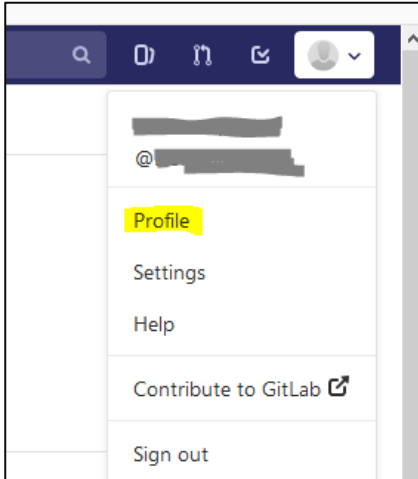 @
Profile
Settings
Help
Contribute to GitLab
Sign out